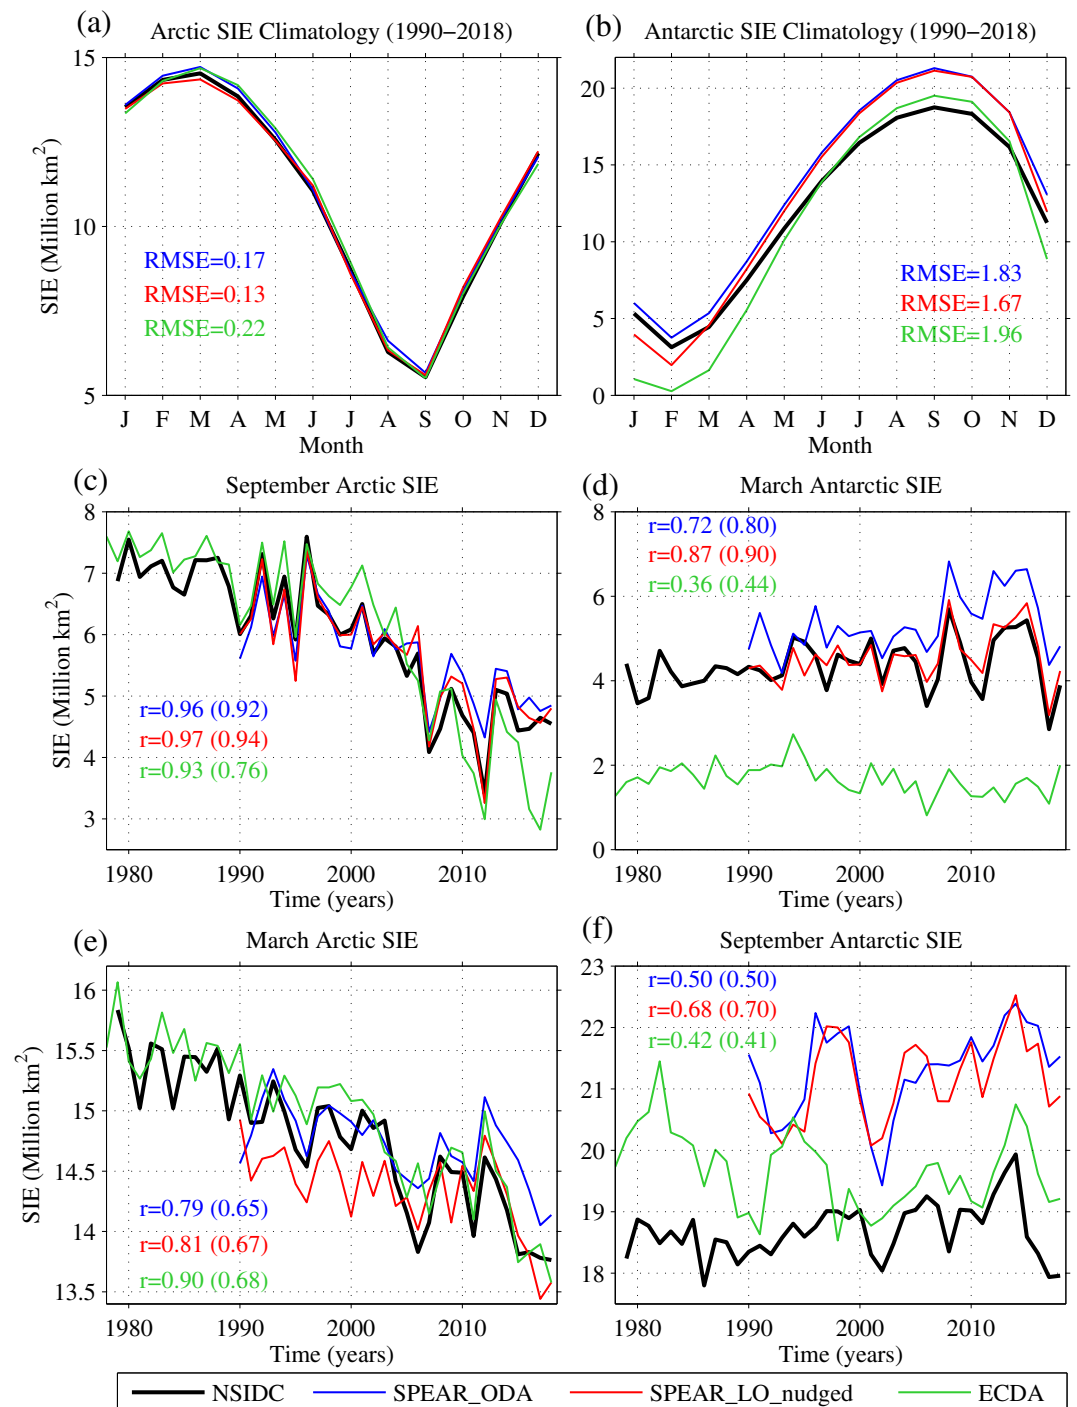 (a) Arctic SIE Climatology (1990−2018)
15
10
5
SIE (Million km²)
RMSE=0.17
RMSE=0.13
RMSE=0.22
J F M A M J J A S O N D
Month
(b) Antarctic SIE Climatology (1990−2018)
20
15
10
5
0
RMSE=1.83
RMSE=1.67
RMSE=1.96
J F M A M J J A S O N D
Month
(c) September Arctic SIE
8
7
6
5
4
3
SIE (Million km²)
r=0.96 (0.92)
r=0.97 (0.94)
r=0.93 (0.76)
1980 1990 2000 2010
Time (years)
(d) March Antarctic SIE
8
6
4
2
0
r=0.72 (0.80)
r=0.87 (0.90)
r=0.36 (0.44)
1980 1990 2000 2010
Time (years)
(e) March Arctic SIE
16
15.5
15
14.5
14
13.5
SIE (Million km²)
r=0.79 (0.65)
r=0.81 (0.67)
r=0.90 (0.68)
1980 1990 2000 2010
Time (years)
(f) September Antarctic SIE
23
22
21
20
19
18
r=0.50 (0.50)
r=0.68 (0.70)
r=0.42 (0.41)
1980 1990 2000 2010
Time (years)
NSIDC SPEAR_ODA SPEAR_LO_nudged ECDA